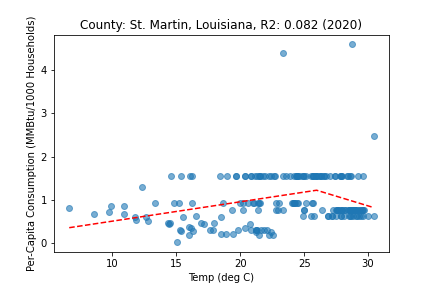 County: St. Martin, Louisiana, R2: 0.082 (2020)
Per-Capita Consumption (MMBtu/1000 Households)
4
3
2
1
0
10 15 20 25 30
Temp (deg C)